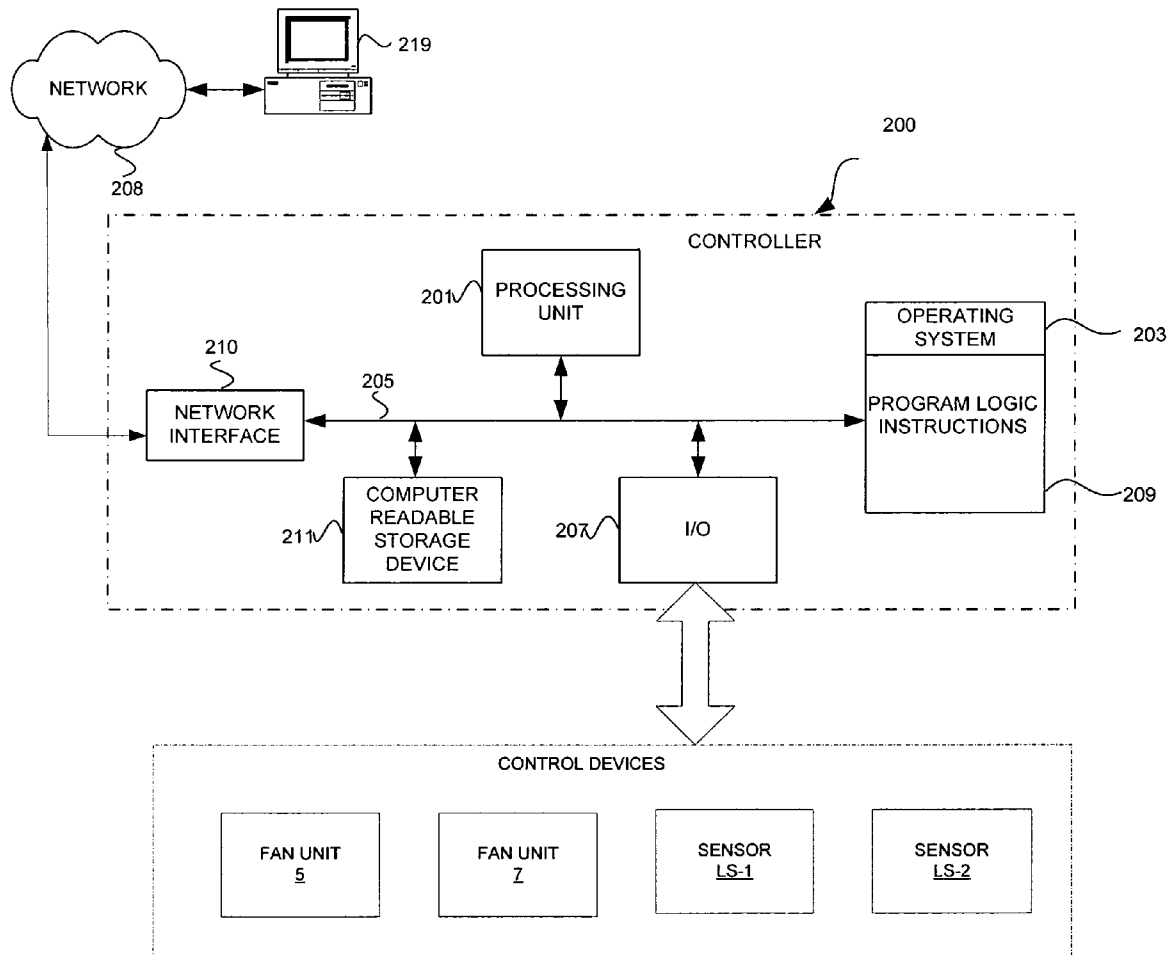 219
NETWORK
208
200
CONTROLLER
PROCESSING
UNIT
201
OPERATING
SYSTEM
203
210
205
NETWORK
INTERFACE
PROGRAM LOGIC
INSTRUCTIONS
209
COMPUTER
READABLE
STORAGE
DEVICE
211
I/O
207
CONTROL DEVICES
FAN UNIT
5
FAN UNIT
7
SENSOR
LS-1
SENSOR
LS-2